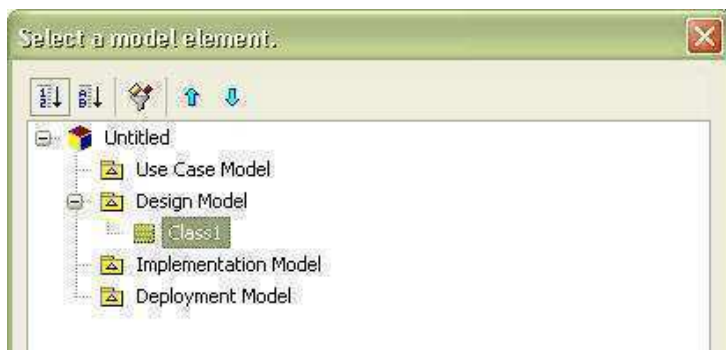 Select a model element.
Untitled
Use Case Model
Design Model
Class1
Implementation Model
Deployment Model